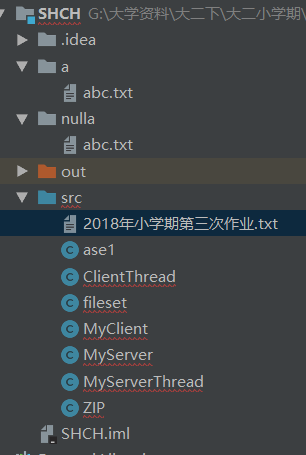 SHCH G:\大学资料\大二下\大二小学期\
.idea
a
abc.txt
nulla
abc.txt
out
src
2018年小学期第三次作业.txt
ase1
ClientThread
fileset
MyClient
MyServer
MyServerThread
ZIP
SHCH.iml